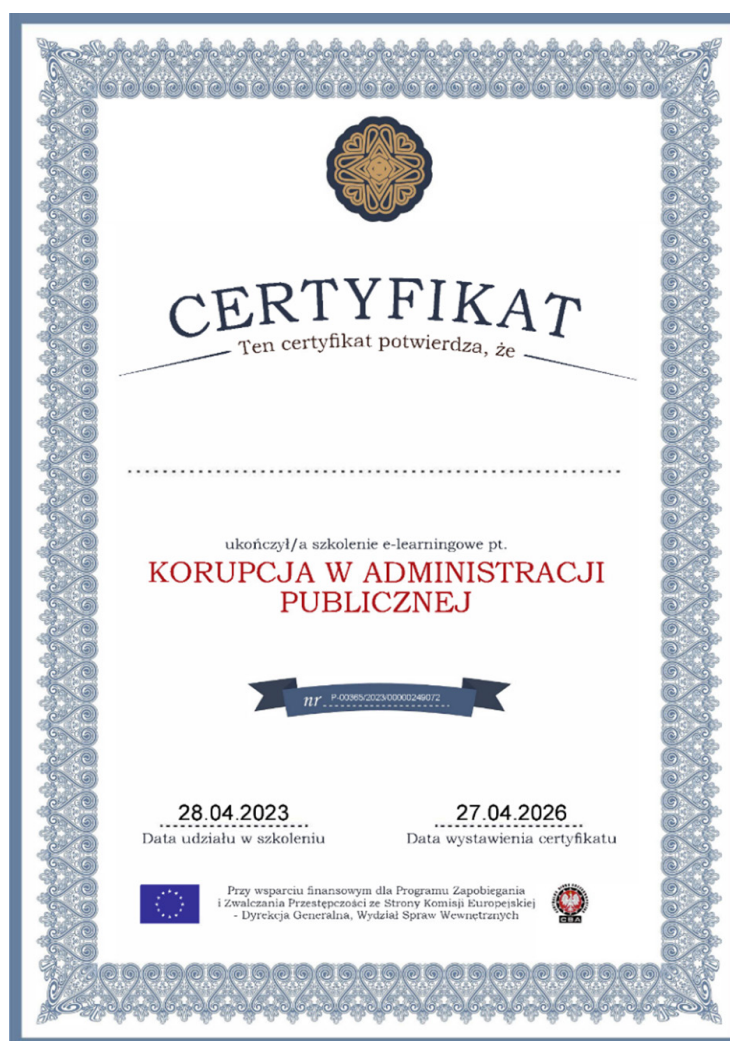 CERTYFIKAT
Ten certyfikat potwierdza, że
ukończył/a szkolenie e-learningowe pt.
KORUPCJA W ADMINISTRACJI
PUBLICZNEJ
nr P-00365/2023/00000249072
28.04.2023
Data udziału w szkoleniu
27.04.2026
Data wystawienia certyfikatu
Przy wsparciu finansowym dla Programu Zapobiegania
i Zwalczania Przestępczości ze Strony Komisji Europejskiej
- Dyrekcja Generalna, Wydział Spraw Wewnętrznych
CBA